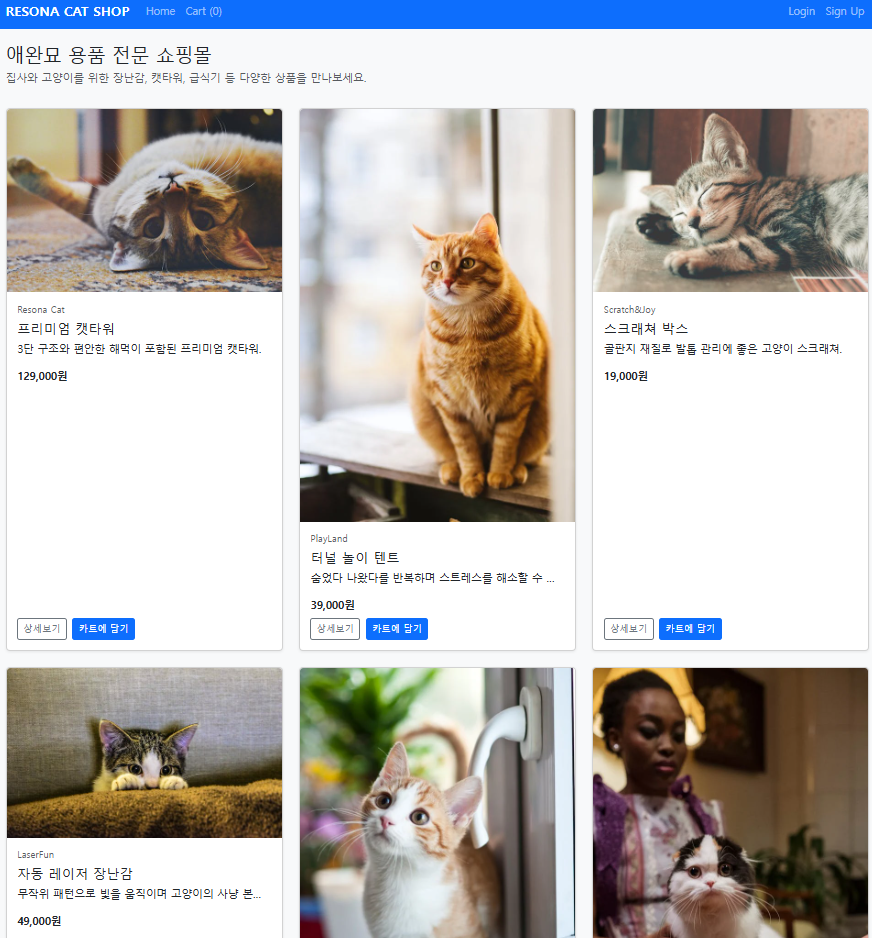 RESONA CAT SHOP Home Cart (0) Login Sign Up
애완묘 용품 전문 쇼핑몰
집사와 고양이를 위한 장난감, 캣타워, 급식기 등 다양한 상품을 만나보세요.
Resona Cat
프리미엄 캣타워
3단 구조와 편안한 해먹이 포함된 프리미엄 캣타워.
129,000원
상세보기 카트에 담기
PlayLand
터널 놀이 텐트
숨었다 나왔다를 반복하며 스트레스를 해소할 수 ...
39,000원
상세보기 카트에 담기
Scratch&Joy
스크래쳐 박스
골판지 재질로 발톱 관리에 좋은 고양이 스크래쳐.
19,000원
상세보기 카트에 담기
LaserFun
자동 레이저 장난감
무작위 패턴으로 빛을 움직이며 고양이의 사냥 본...
49,000원